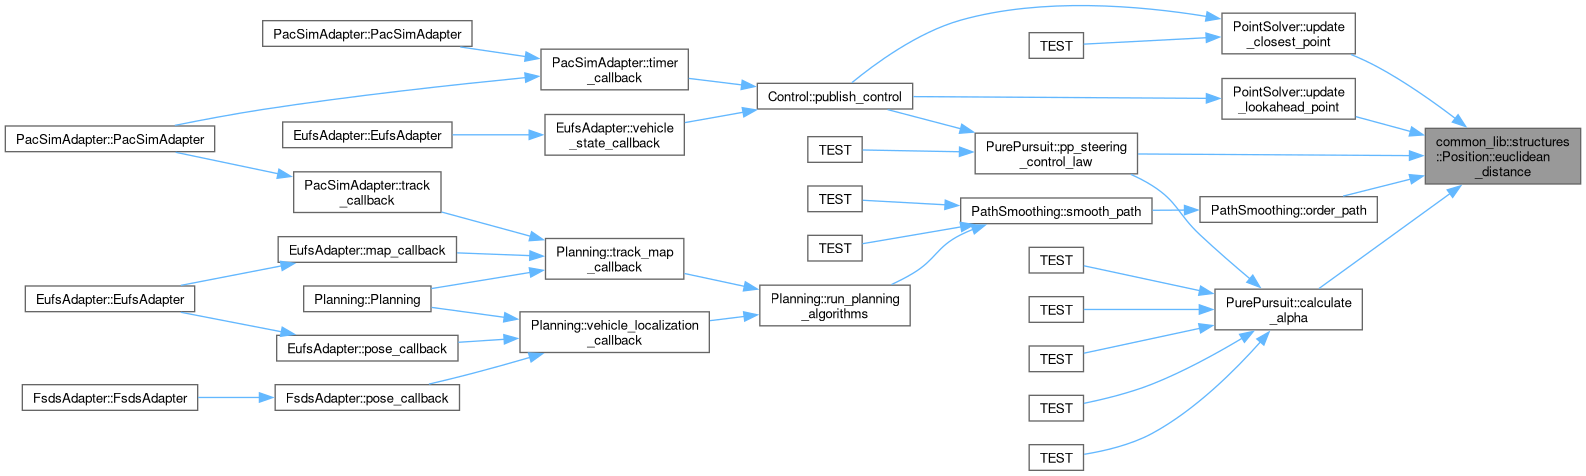 PacSimAdapter::PacSimAdapter
PacSimAdapter::timer
_callback
PacSimAdapter::PacSimAdapter
EufsAdapter::EufsAdapter
EufsAdapter::vehicle
_state_callback
PacSimAdapter::track
_callback
EufsAdapter::map_callback
EufsAdapter::EufsAdapter
Planning::Planning
EufsAdapter::pose_callback
FsdsAdapter::FsdsAdapter
FsdsAdapter::pose_callback
Planning::track_map
_callback
Planning::vehicle_localization
_callback
Control::publish_control
TEST
TEST
TEST
Planning::run_planning
_algorithms
TEST
PurePursuit::pp_steering
_control_law
PathSmoothing::smooth_path
TEST
TEST
TEST
TEST
TEST
PointSolver::update
_closest_point
PointSolver::update
_lookahead_point
PathSmoothing::order_path
PurePursuit::calculate
_alpha
common_lib::structures
::Position::euclidean
_distance